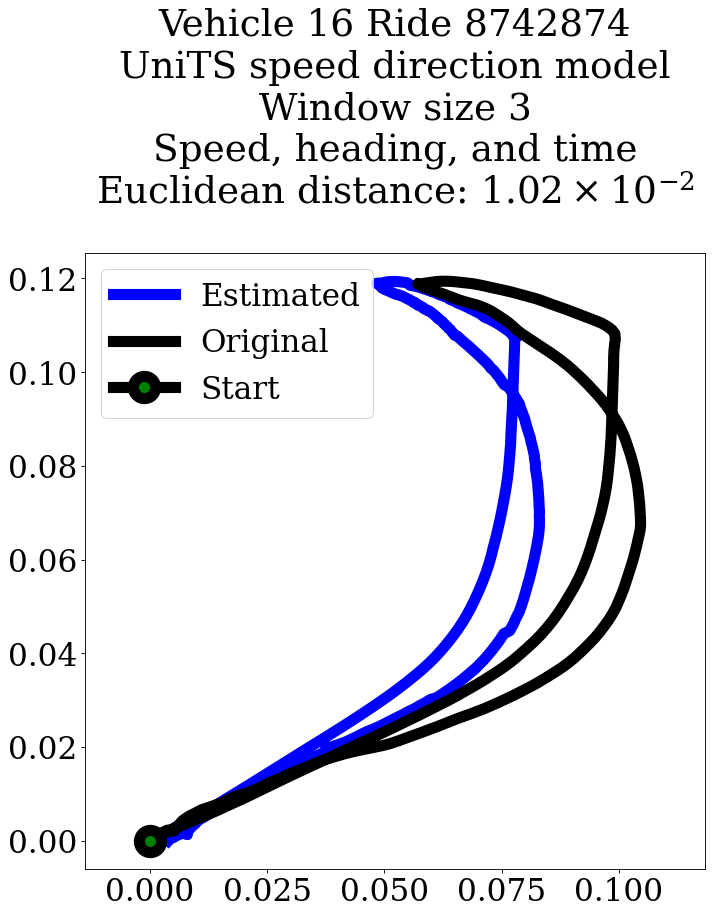 Vehicle 16 Ride 8742874
UniTS speed direction model
Window size 3
Speed, heading, and time
Euclidean distance: 1.02 × 10⁻²
0.12
0.10
0.08
0.06
0.04
0.02
0.00
Estimated
Original
Start
0.000 0.025 0.050 0.075 0.100